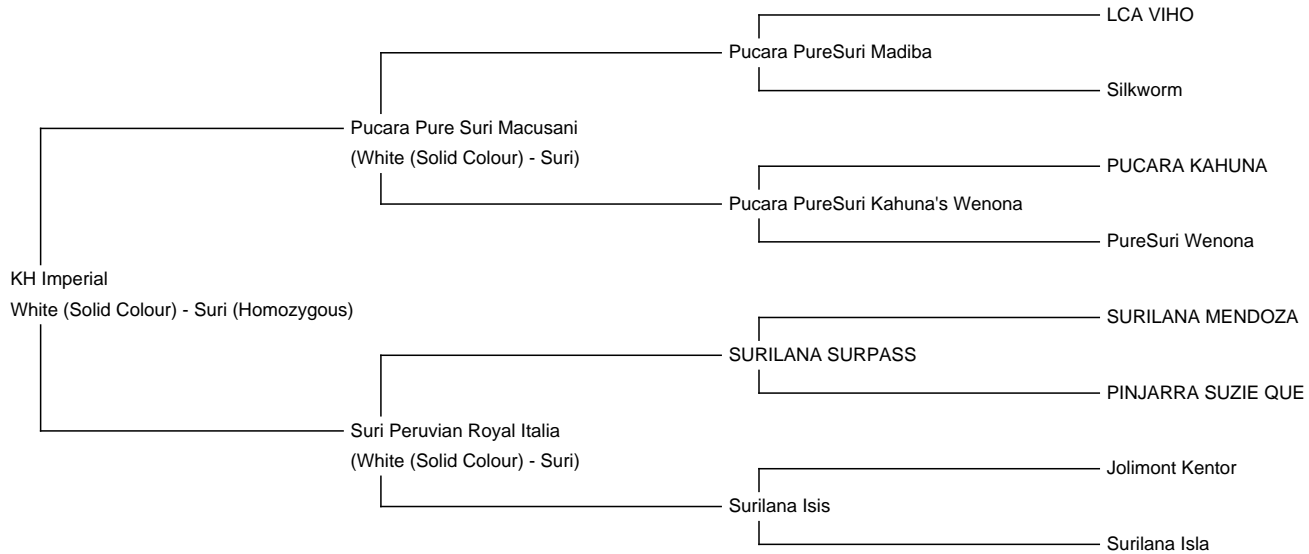 LCA VIHO
Pucara PureSuri Madiba
Silkworm
Pucara Pure Suri Macusani
(White (Solid Colour) - Suri)
PUCARA KAHUNA
Pucara PureSuri Kahuna's Wenona
PureSuri Wenona
KH Imperial
White (Solid Colour) - Suri (Homozygous)
SURILANA MENDOZA
SURILANA SURPASS
PINJARRA SUZIE QUE
Suri Peruvian Royal Italia
(White (Solid Colour) - Suri)
Jolimont Kentor
Surilana Isis
Surilana Isla